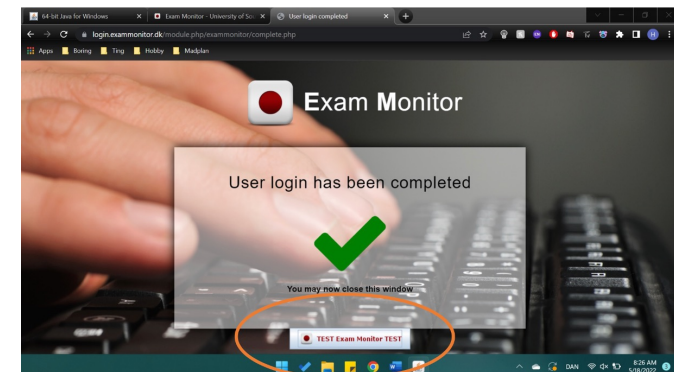 64-bit Java for Windows
Exam Monitor - University of Sou
User login completed
login.exammonitor.dk/module.php/exammonitor/complete.php
Apps Boring Ting Hobby Madplan
Exam Monitor
User login has been completed
You may now close this window
TEST Exam Monitor TEST
DAN
8:26 AM
5/18/2022